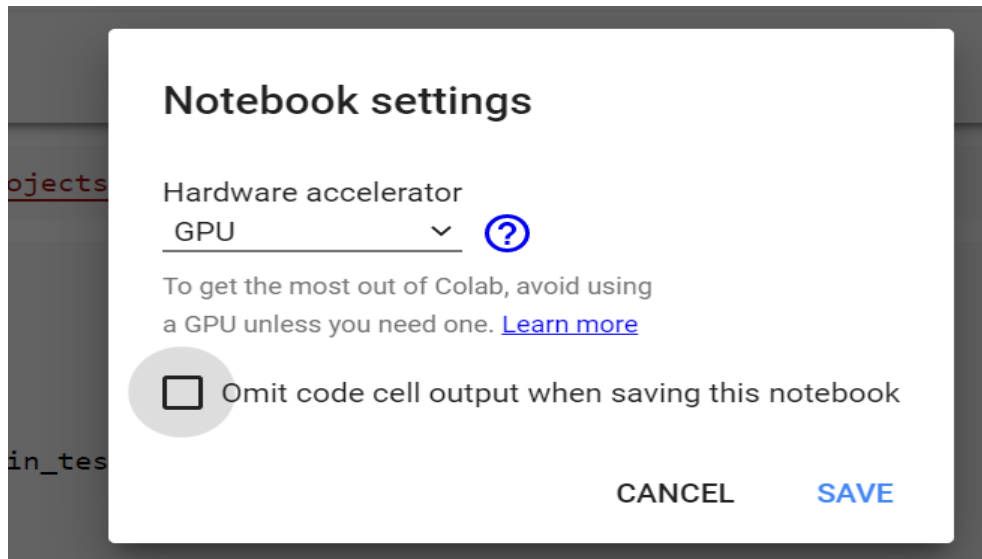 Notebook settings
ojects
Hardware accelerator
GPU
?
To get the most out of Colab, avoid using
a GPU unless you need one. Learn more
Omit code cell output when saving this notebook
in_tes
CANCEL SAVE